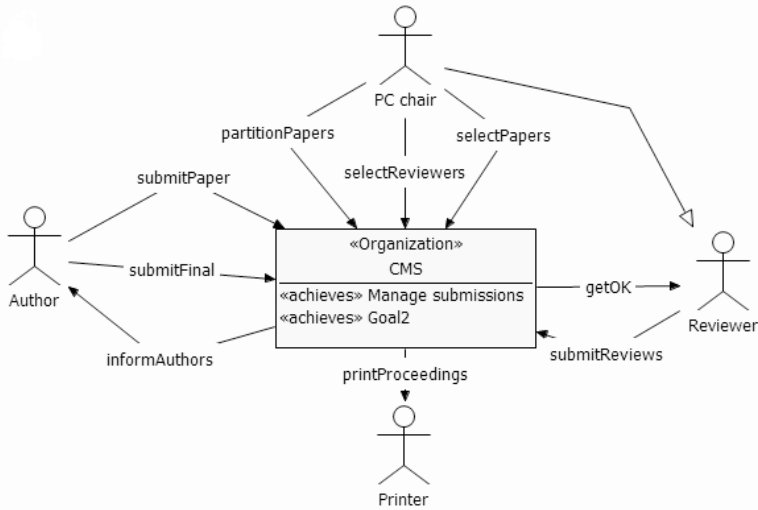 PC chair
partitionPapers
selectPapers
selectReviewers
submitPaper
«Organization»
CMS
submitFinal
Author
«achieves» Manage submissions
«achieves» Goal2
getOK
Reviewer
informAuthors
submitReviews
printProceedings
Printer